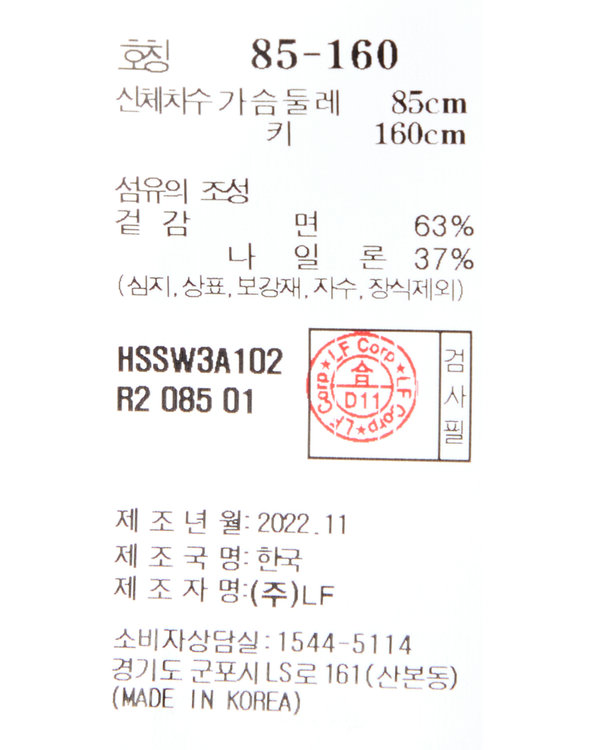 호칭 85-160
신체치수 가슴둘레 85cm
키 160cm
섬유의 조성
겉감 면 63%
나일론 37%
(심지,상표,보강재,자수,장식제외)
HSSW3A102
R2 085 01
LF Corp★LF Corp★LF Corp★
合
D11
검사필
제조년월:2022.11
제조국명:한국
제조자명:(주)LF
소비자상담실:1544-5114
경기도 군포시 LS로 161(산본동)
(MADE IN KOREA)